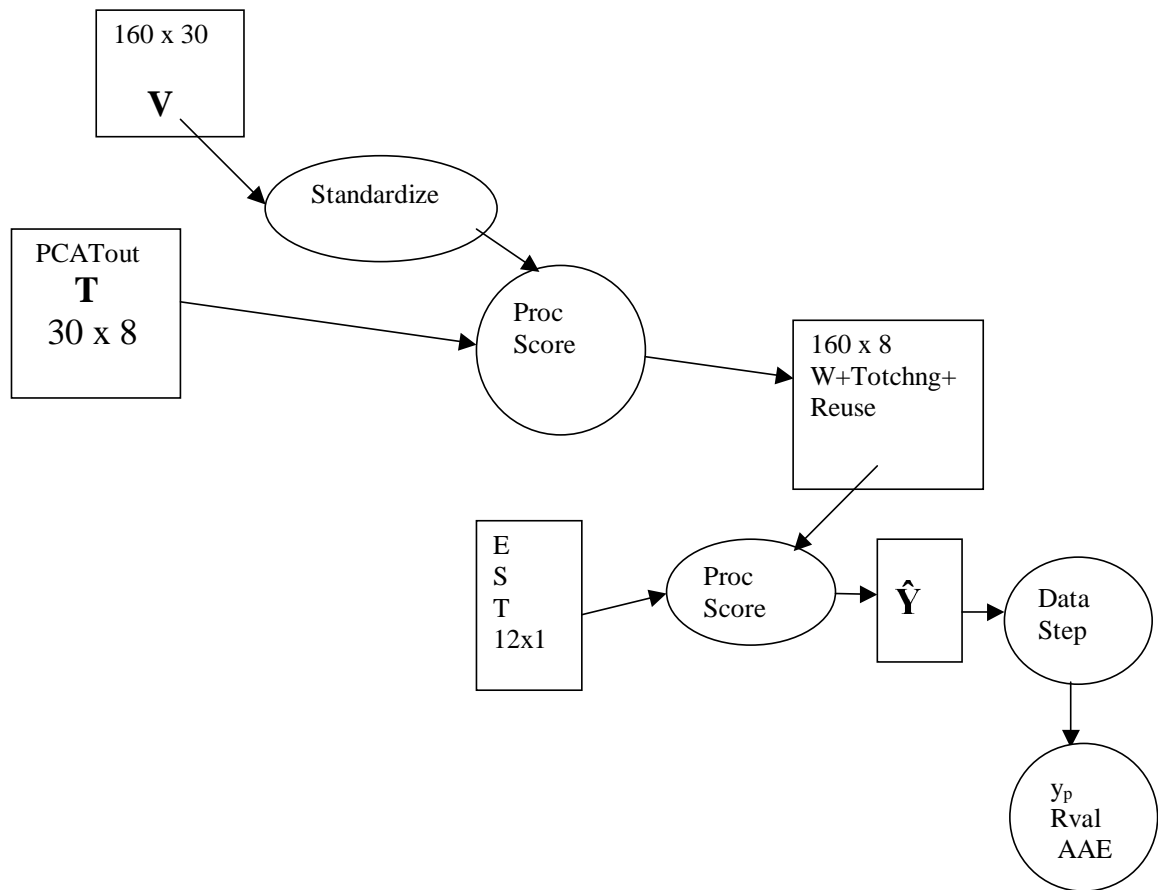 160 x 30
V
Standardize
PCATout
T
30 x 8
Proc
Score
160 x 8
W+Totchng+
Reuse
E
S
T
12x1
Proc
Score
Ŷ
Data
Step
yₚ
Rval
AAE